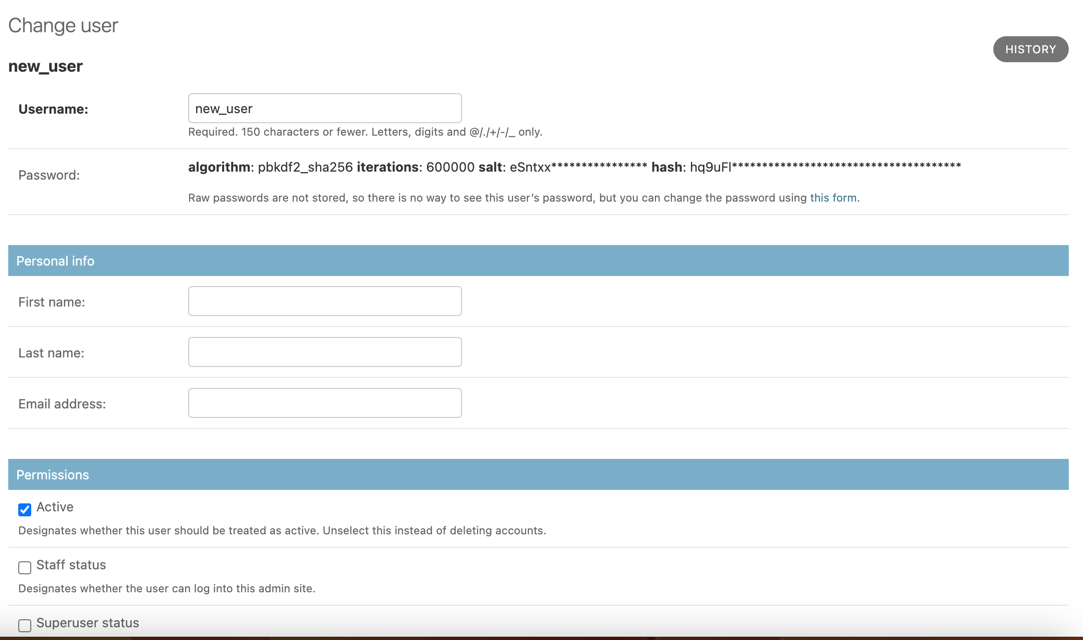 Change user
HISTORY
new_user
Username:
new_user
Required. 150 characters or fewer. Letters, digits and @/./+/-/_ only.
Password:
algorithm: pbkdf2_sha256 iterations: 600000 salt: eSntxx**************** hash: hq9uFl**************************************
Raw passwords are not stored, so there is no way to see this user’s password, but you can change the password using this form.
Personal info
First name:
Last name:
Email address:
Permissions
Active
Designates whether this user should be treated as active. Unselect this instead of deleting accounts.
Staff status
Designates whether the user can log into this admin site.
Superuser status